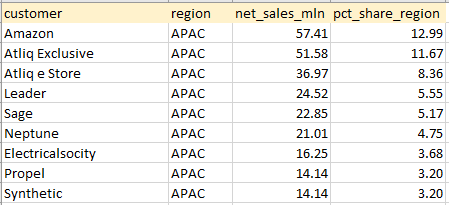 customer region net_sales_mln pct_share_region
Amazon APAC 57.41 12.99
Atliq Exclusive APAC 51.58 11.67
Atliq e Store APAC 36.97 8.36
Leader APAC 24.52 5.55
Sage APAC 22.85 5.17
Neptune APAC 21.01 4.75
Electricalsocity APAC 16.25 3.68
Propel APAC 14.14 3.20
Synthetic APAC 14.14 3.20